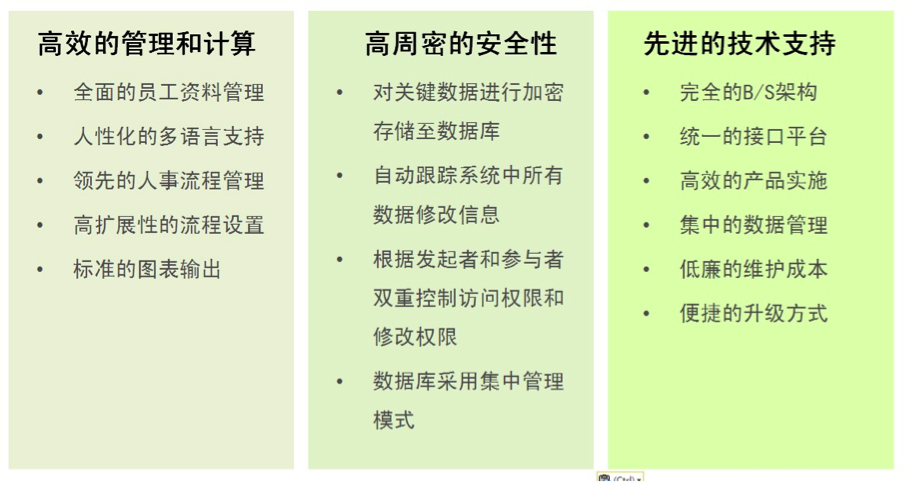 高效的管理和计算
• 全面的员工资料管理
• 人性化的多语言支持
• 领先的人事流程管理
• 高扩展性的流程设置
• 标准的图表输出
高周密的安全性
• 对关键数据进行加密
存储至数据库
• 自动跟踪系统中所有
数据修改信息
• 根据发起者和参与者
双重控制访问权限和
修改权限
• 数据库采用集中管理
模式
先进的技术支持
• 完全的B/S架构
• 统一的接口平台
• 高效的产品实施
• 集中的数据管理
• 低廉的维护成本
• 便捷的升级方式
(Ctrl)